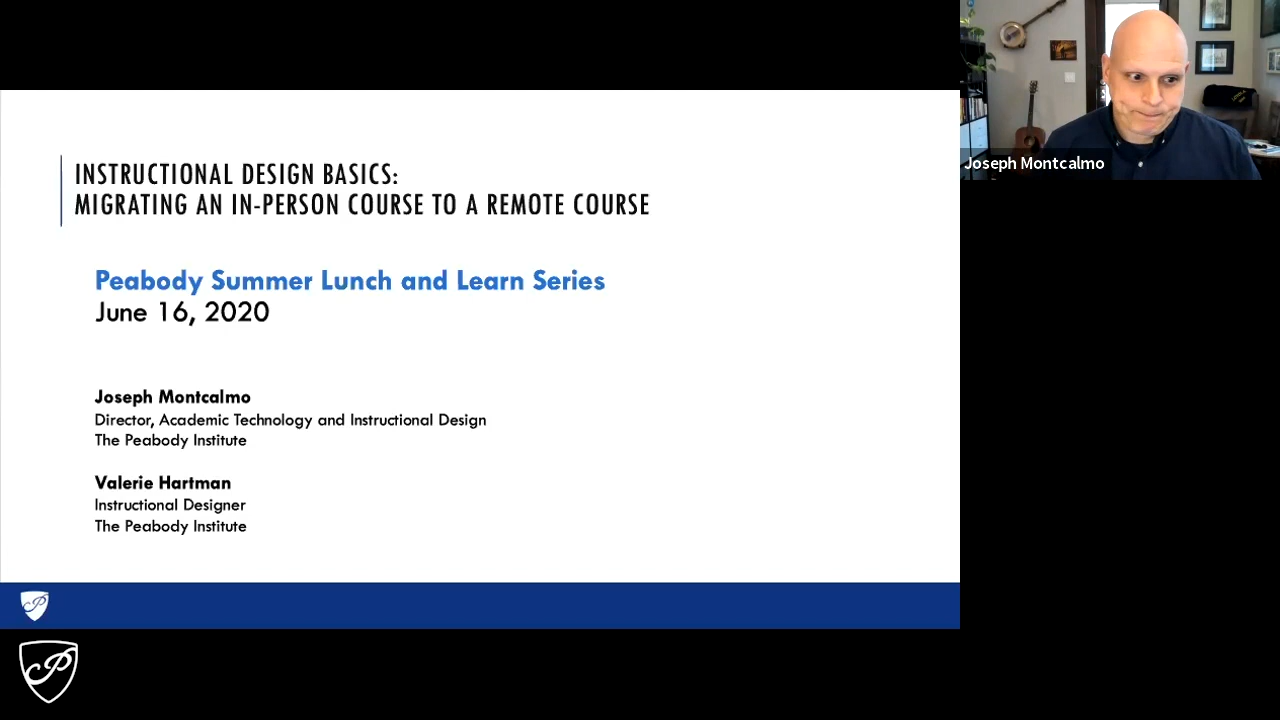 INSTRUCTIONAL DESIGN BASICS:
MIGRATING AN IN-PERSON COURSE TO A REMOTE COURSE
Peabody Summer Lunch and Learn Series
June 16, 2020
Joseph Montcalmo
Director, Academic Technology and Instructional Design
The Peabody Institute
Valerie Hartman
Instructional Designer
The Peabody Institute
Joseph Montcalmo
P
P